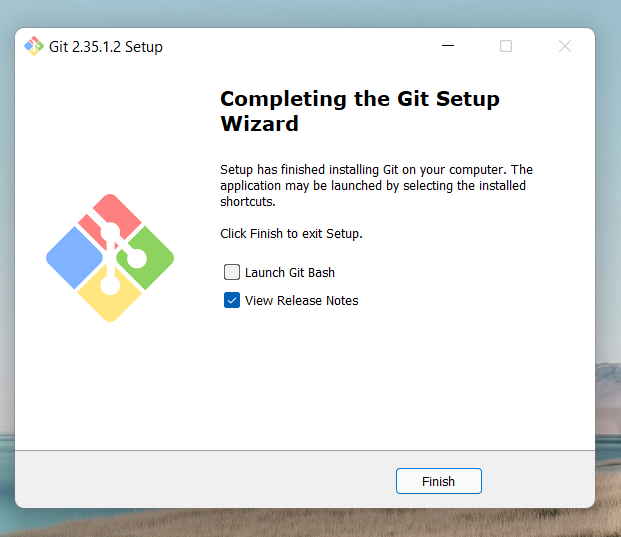 Git 2.35.1.2 Setup
Completing the Git Setup
Wizard
Setup has finished installing Git on your computer. The
application may be launched by selecting the installed
shortcuts.
Click Finish to exit Setup.
Launch Git Bash
View Release Notes
Finish